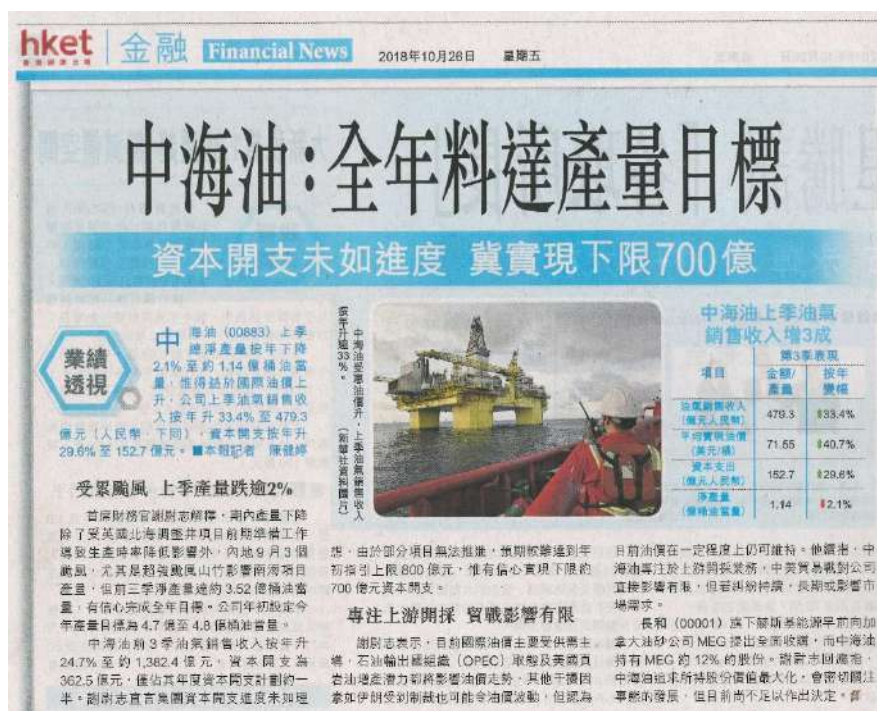 hket
香港經濟日報
金融
Financial News
2018年10月26日 星期五
中海油：全年料達產量目標
資本開支未如進度 冀實現下限700億
業績
透視
中海油（00883）上季
總淨產量按年下降
2.1%至約1.14億桶油當
量，惟得益於國際油價上
升，公司上季油氣銷售收
入按年升33.4%至479.3
億元（人民幣．下同），資本開支按年升
29.6%至152.7億元。■本報記者 陳健婷
受累颱風 上季產量跌逾2%
首席財務官謝尉志解釋，期內產量下降
除了受英國北海調整井項目前期準備工作
導致生產時率降低影響外，內地9月3個
颱風，尤其是超強颱風山竹影響南海項目
產量，但前三季淨產量達約3.52億桶油當
量，有信心完成全年目標。公司年初設定今
年產量目標為4.7億至4.8億桶油當量。
中海油前3季油氣銷售收入按年升
24.7%至約1,382.4億元，資本開支為
362.5億元，僅佔其年度資本開支計劃約一
半。謝尉志直言集團資本開支進度未如理
中海油受惠油價升，上季油氣銷售收入
按年升逾33%。（新華社資料圖片）
想，由於部分項目無法推進，預期較難達到年
初指引上限800億元，惟有信心實現下限約
700億元資本開支。
專注上游開採 貿戰影響有限
謝尉志表示，目前國際油價主要受供需主
導，石油輸出國組織（OPEC）取態及美國頁
岩油增產潛力都將影響油價走勢，其他干擾因
素如伊朗受到制裁也可能令油價波動，但認為
中海油上季油氣
銷售收入增3成
項目
第3季表現
金額/
產量
按年
變幅
油氣銷售收入
(億元人民幣)
479.3
⬆33.4%
平均實現油價
(美元/桶)
71.55
⬆40.7%
資本支出
(億元人民幣)
152.7
⬆29.6%
淨產量
(億桶油當量)
1.14
⬇2.1%
目前油價在一定程度上仍可維持。他續指，中
海油專注於上游開採業務，中美貿易戰對公司
直接影響有限，但若糾紛持續，長期或影響市
場需求。
長和（00001）旗下赫斯基能源早前向加
拿大油砂公司MEG提出全面收購，而中海油
持有MEG約12%的股份。謝尉志回應指，
中海油追求所持股份價值最大化，會密切關注
事態的發展，但目前尚不足以作出決定。